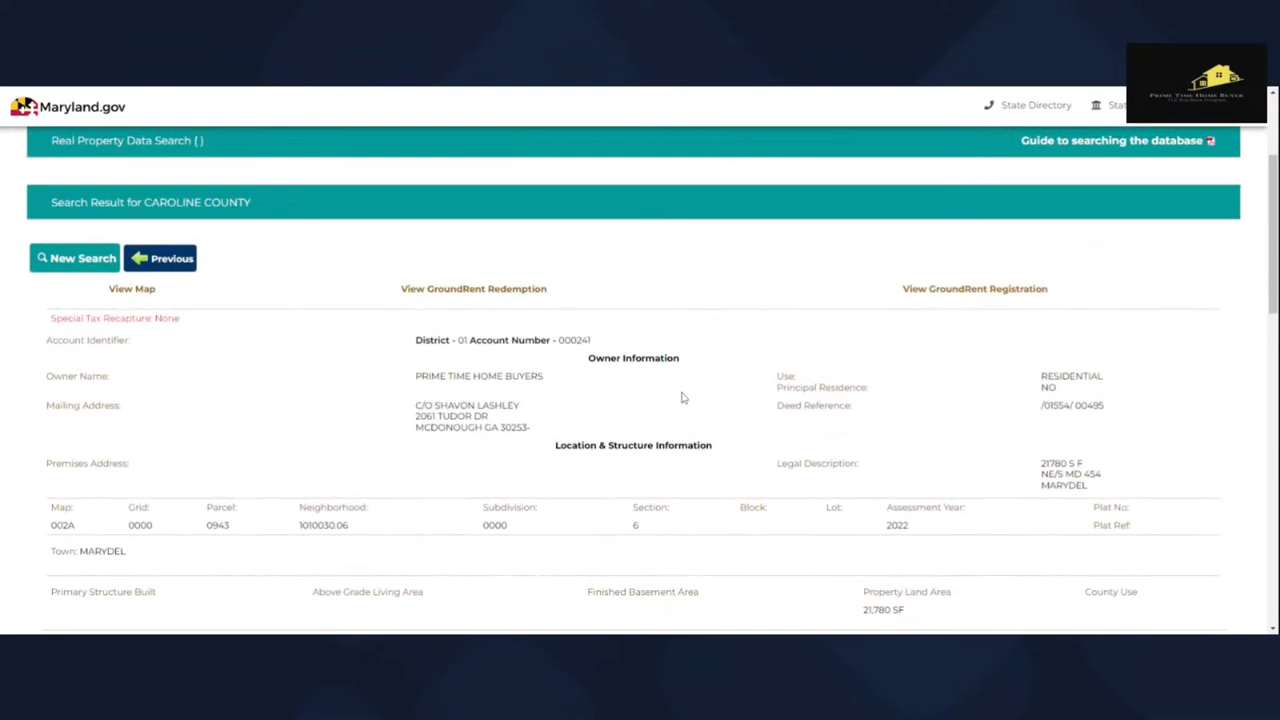 Maryland.gov
State Directory
PRIME TIME HOME BUYER
Real Property Data Search ( )
Guide to searching the database
Search Result for CAROLINE COUNTY
New Search
Previous
View Map
View GroundRent Redemption
View GroundRent Registration
Special Tax Recapture: None
Account Identifier:
District - 01 Account Number - 000241
Owner Information
Owner Name:
PRIME TIME HOME BUYERS
Use:
RESIDENTIAL
Principal Residence:
NO
Mailing Address:
C/O SHAVON LASHLEY
2061 TUDOR DR
MCDONOUGH GA 30253-
Deed Reference:
/01554/ 00495
Location & Structure Information
Premises Address:
Legal Description:
21780 S F
NE/S MD 454
MARYDEL
Map: Grid: Parcel: Neighborhood: Subdivision: Section: Block: Lot: Assessment Year: Plat No:
002A 0000 0943 1010030.06 0000 6 2022 Plat Ref:
Town: MARYDEL
Primary Structure Built Above Grade Living Area Finished Basement Area Property Land Area County Use
21,780 SF